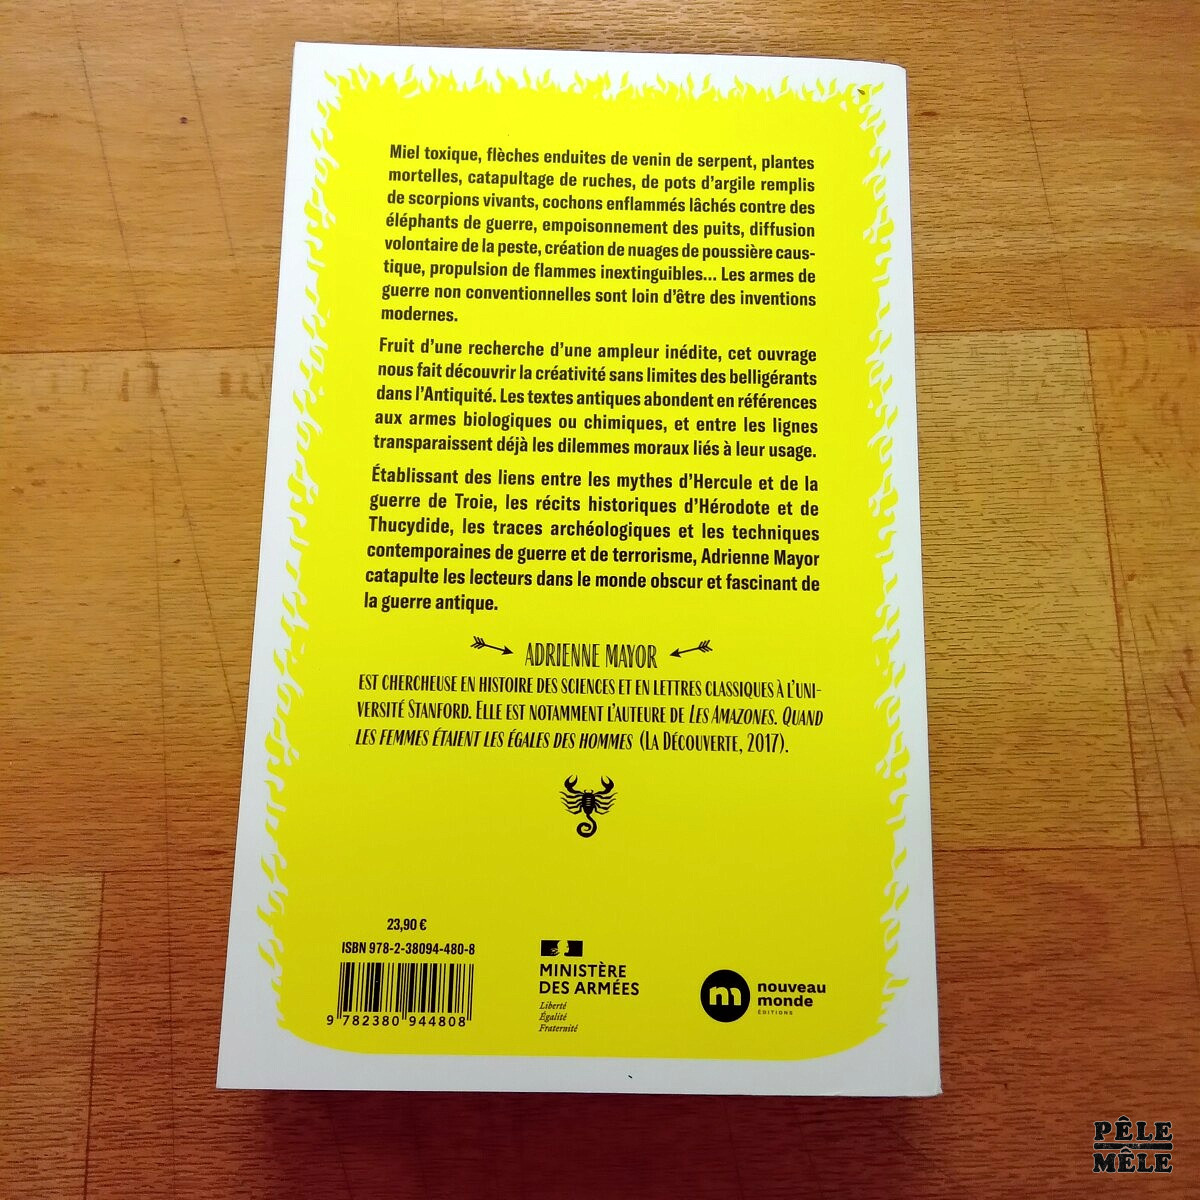 Miel toxique, flèches enduites de venin de serpent, plantes
mortelles, catapultage de ruches, de pots d'argile remplis
de scorpions vivants, cochons enflammés lâchés contre des
éléphants de guerre, empoisonnement des puits, diffusion
volontaire de la peste, création de nuages de poussière caus-
tique, propulsion de flammes inextinguibles... Les armes de
guerre non conventionnelles sont loin d'être des inventions
modernes.
Fruit d'une recherche d'une ampleur inédite, cet ouvrage
nous fait découvrir la créativité sans limites des belligérants
dans l'Antiquité. Les textes antiques abondent en références
aux armes biologiques ou chimiques, et entre les lignes
transparaissent déjà les dilemmes moraux liés à leur usage.
Établissant des liens entre les mythes d'Hercule et de la
guerre de Troie, les récits historiques d'Hérodote et de
Thucydide, les traces archéologiques et les techniques
contemporaines de guerre et de terrorisme, Adrienne Mayor
catapulte les lecteurs dans le monde obscur et fascinant de
la guerre antique.
ADRIENNE MAYOR
EST CHERCHEUSE EN HISTOIRE DES SCIENCES ET EN LETTRES CLASSIQUES À L'UNI-
VERSITÉ STANFORD. ELLE EST NOTAMMENT L'AUTEURE DE LES AMAZONES. QUAND
LES FEMMES ÉTAIENT LES ÉGALES DES HOMMES (LA DÉCOUVERTE, 2017).
23,90 €
ISBN 978-2-38094-480-8
9 782380 944808
MINISTÈRE
DES ARMÉES
Liberté
Égalité
Fraternité
nouveau
monde
ÉDITIONS
PÊLE
MÊLE